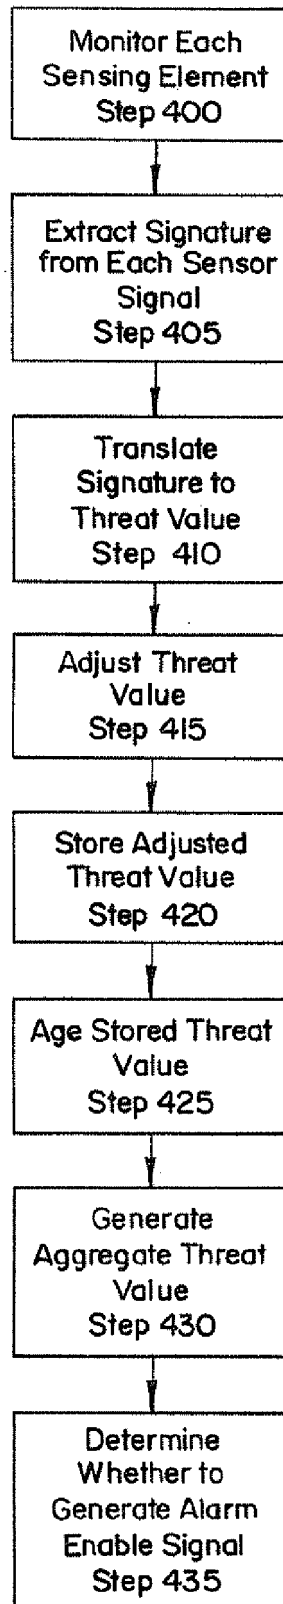 Monitor Each
Sensing Element
Step 400
Extract Signature
from Each Sensor
Signal
Step 405
Translate
Signature to
Threat Value
Step 410
Adjust Threat
Value
Step 415
Store Adjusted
Threat Value
Step 420
Age Stored Threat
Value
Step 425
Generate
Aggregate Threat
Value
Step 430
Determine
Whether to
Generate Alarm
Enable Signal
Step 435